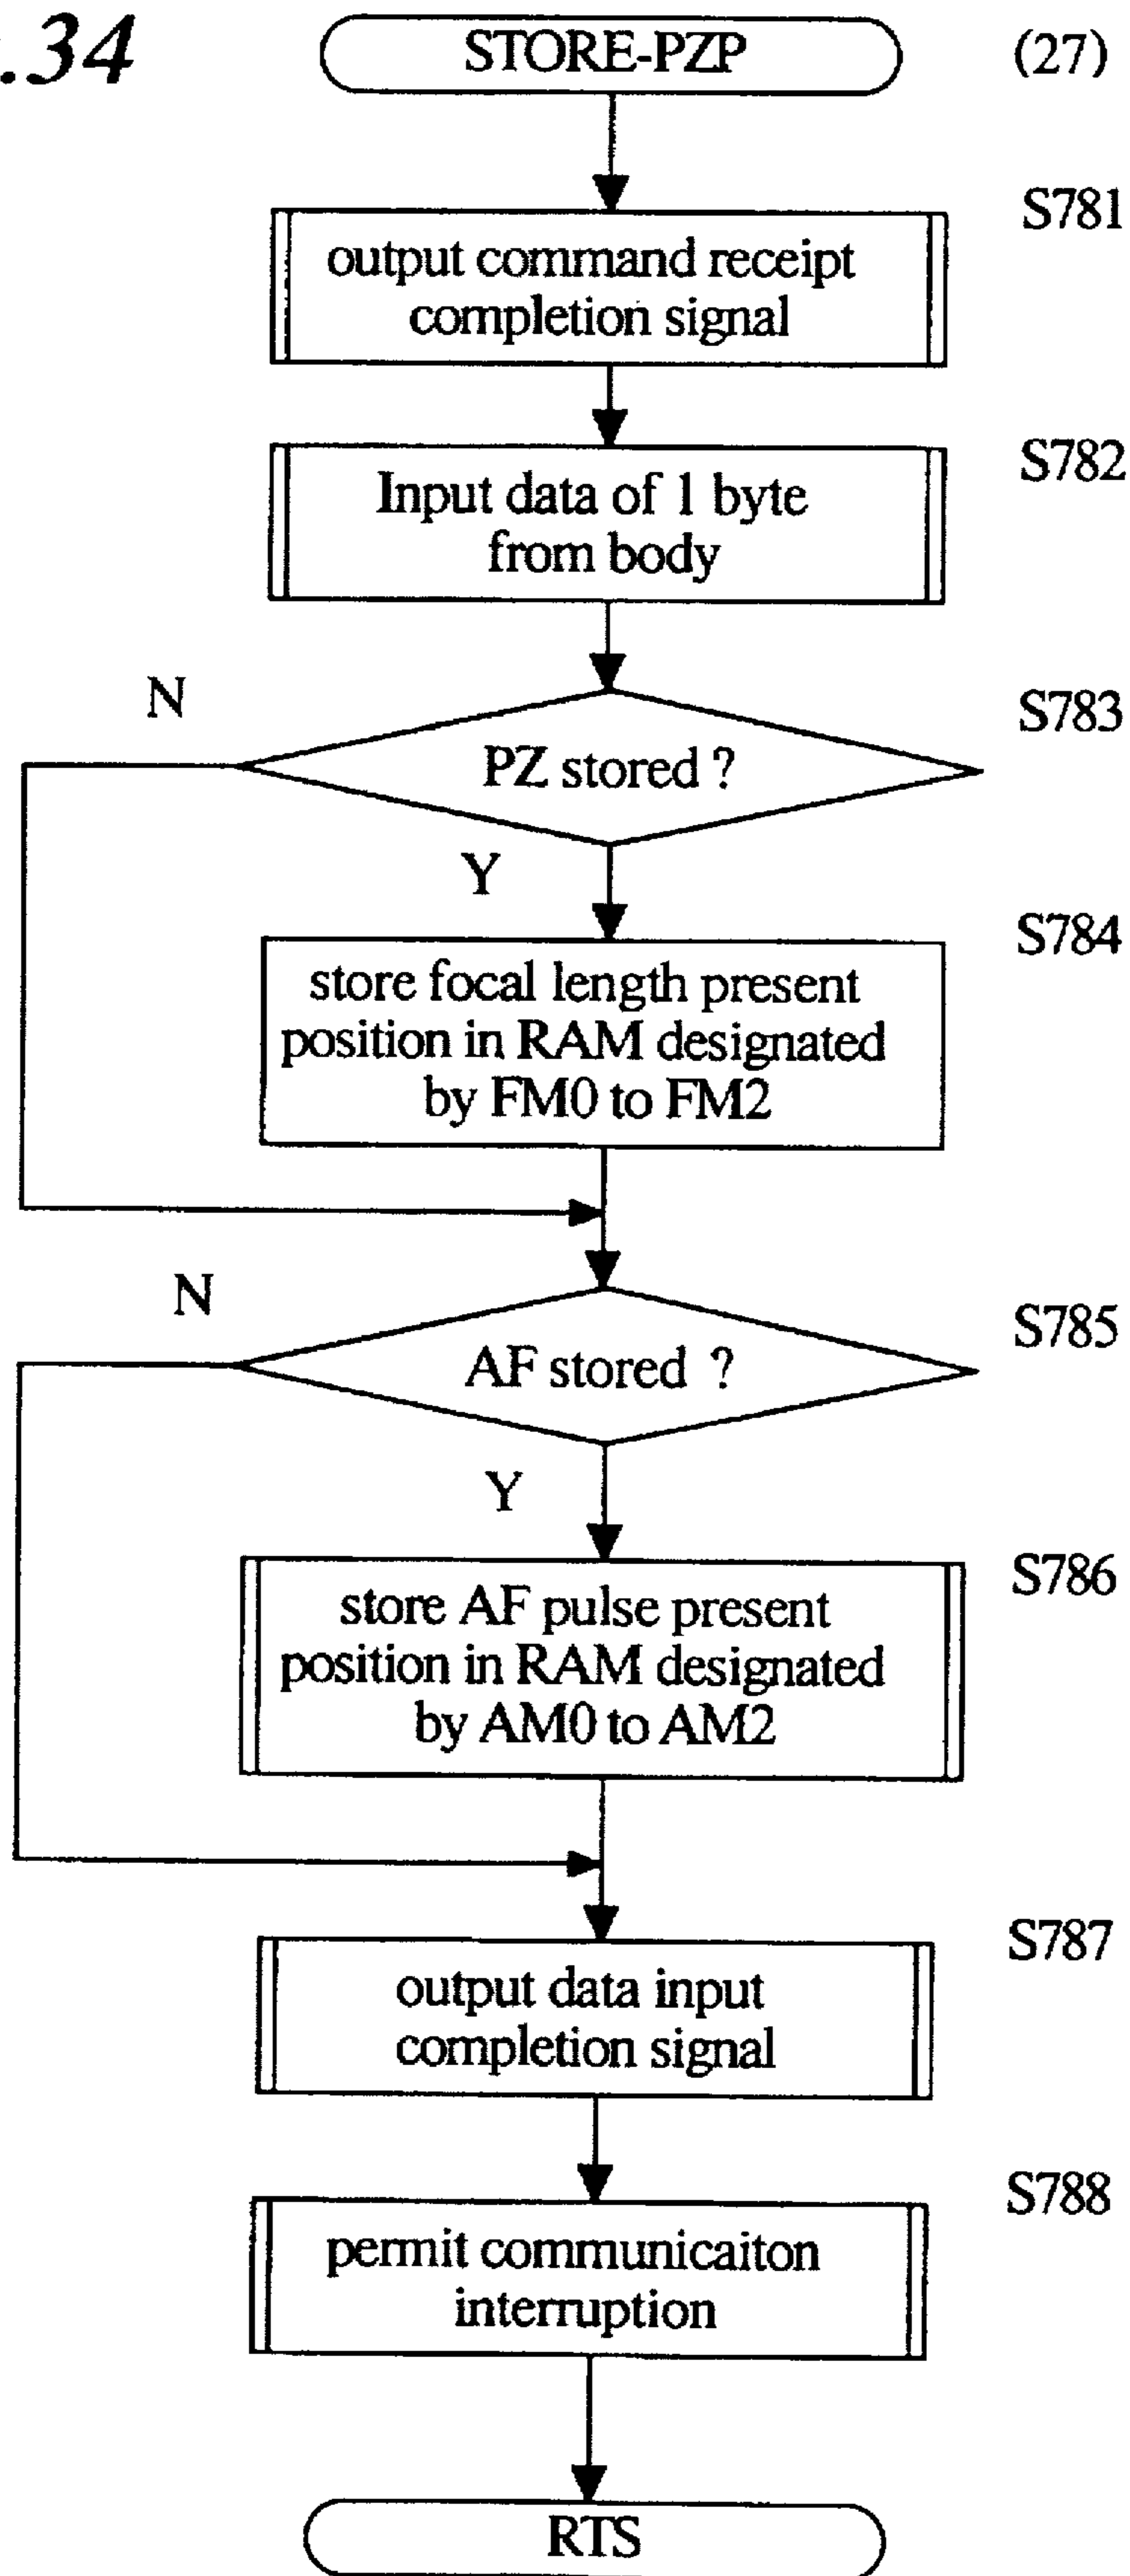 .34
STORE-PZP
(27)
S781
output command receipt
completion signal
S782
Input data of 1 byte
from body
N
S783
PZ stored ?
Y
S784
store focal length present
position in RAM designated
by FM0 to FM2
N
S785
AF stored ?
Y
S786
store AF pulse present
position in RAM designated
by AM0 to AM2
S787
output data input
completion signal
S788
permit communicaiton
interruption
RTS